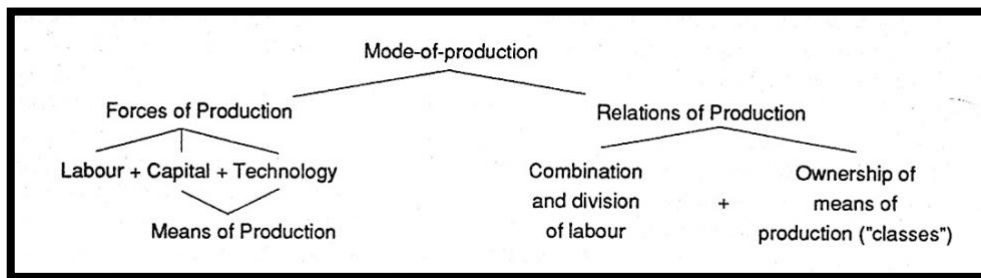 Mode-of-production
Forces of Production
Relations of Production
Labour + Capital + Technology
Means of Production
Combination
and division
of labour
+
Ownership of
means of
production ("classes")